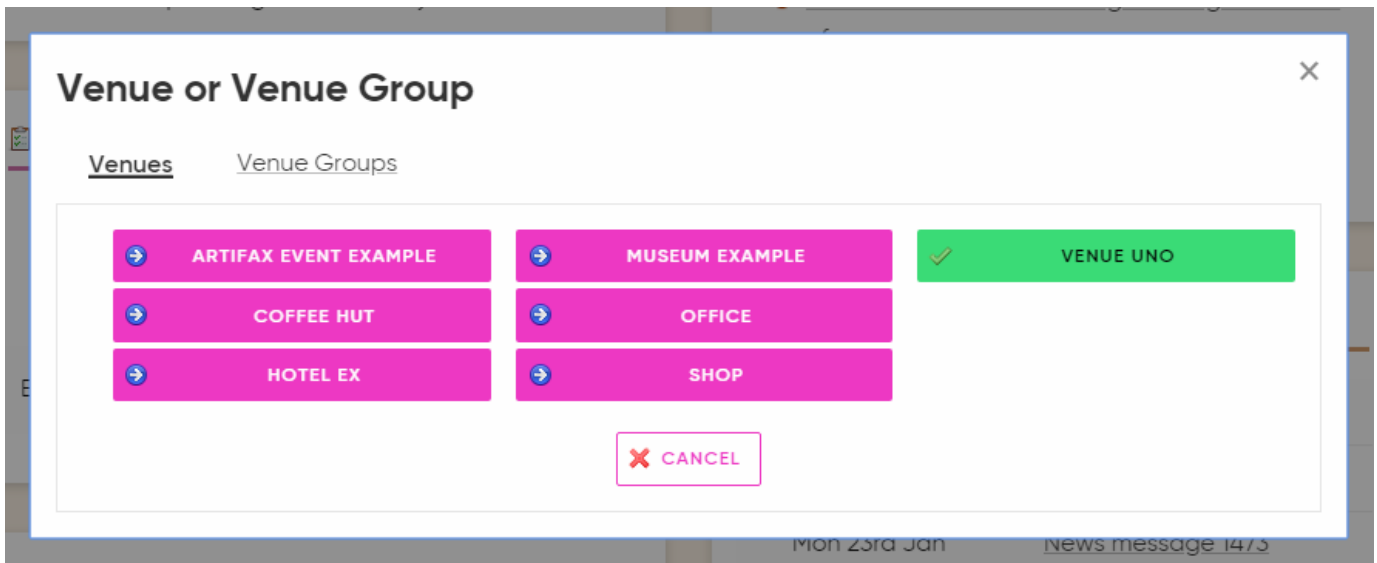 Venue or Venue Group
×
Venues
Venue Groups
ARTIFAX EVENT EXAMPLE
MUSEUM EXAMPLE
VENUE UNO
COFFEE HUT
OFFICE
HOTEL EX
SHOP
CANCEL
Mon 23rd Jan
News message 1473